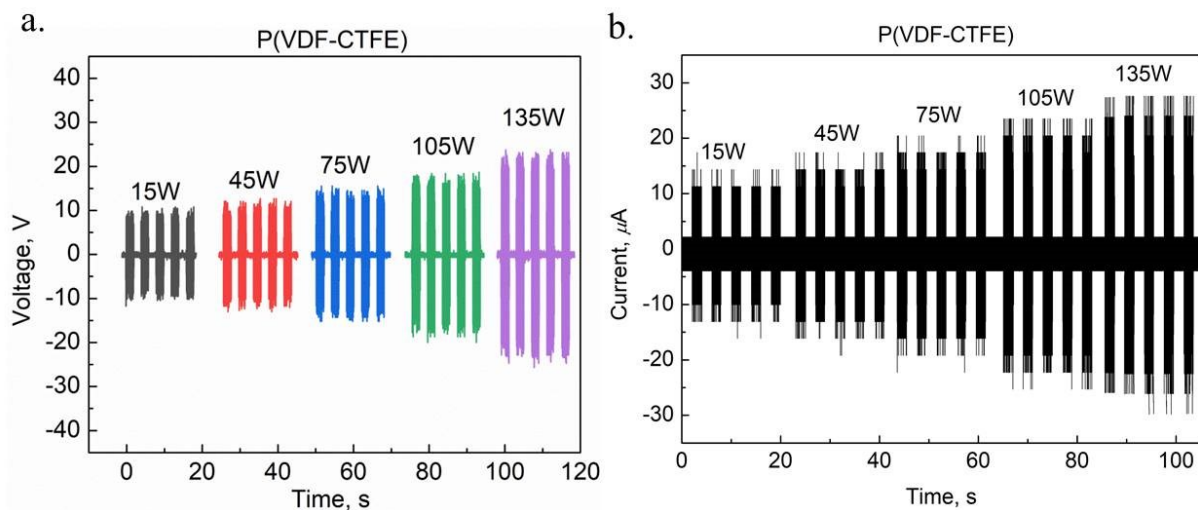 a.
P(VDF-CTFE)
40
30
20
10
0
-10
-20
-30
-40
Voltage, V
15W
45W
75W
105W
135W
0 20 40 60 80 100 120
Time, s
b.
P(VDF-CTFE)
30
20
10
0
-10
-20
-30
Current, μA
15W
45W
75W
105W
135W
0 20 40 60 80 100
Time, s